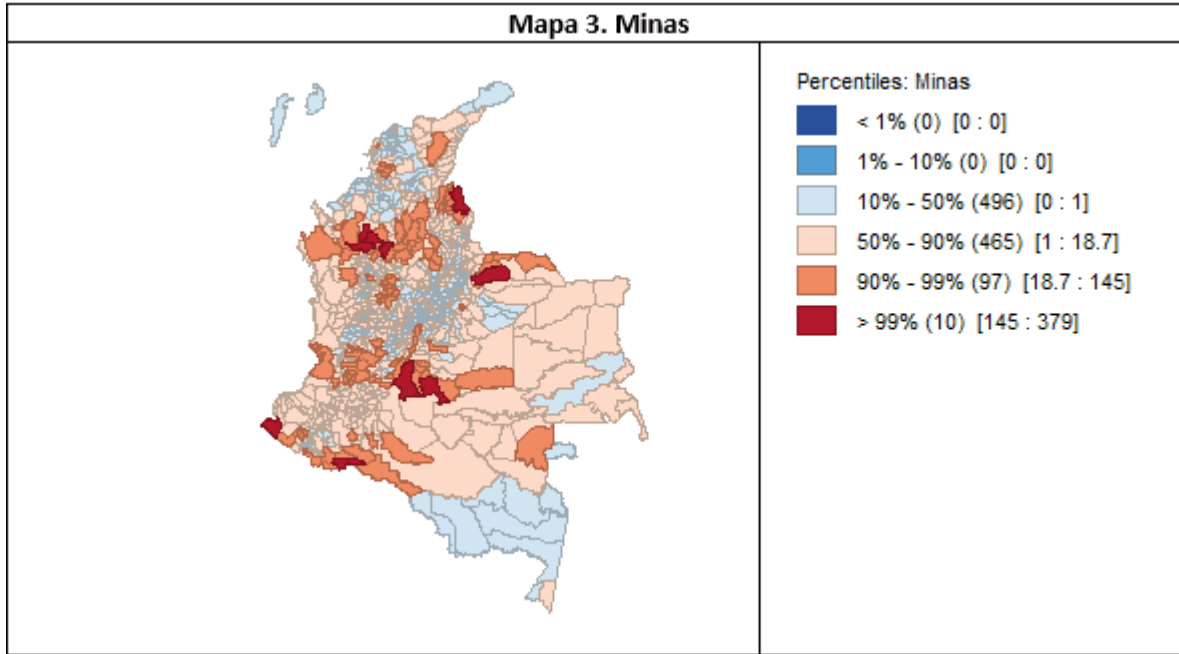 Mapa 3. Minas
Percentiles: Minas
< 1% (0) [0 : 0]
1% - 10% (0) [0 : 0]
10% - 50% (496) [0 : 1]
50% - 90% (465) [1 : 18.7]
90% - 99% (97) [18.7 : 145]
> 99% (10) [145 : 379]